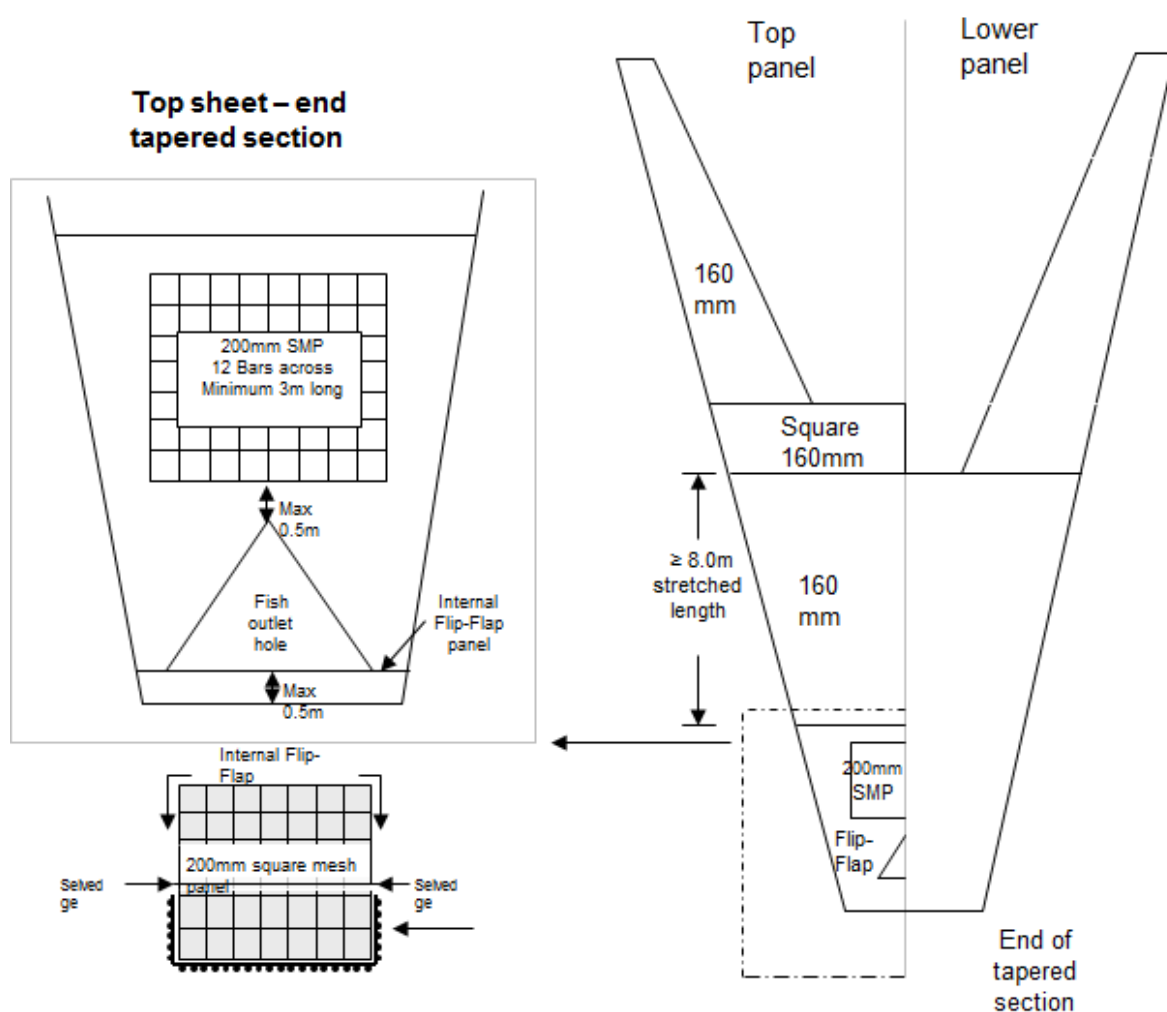 Top sheet – end
tapered section
200mm SMP
12 Bars across
Minimum 3m long
Max
0.5m
Fish
outlet
hole
Internal
Flip-Flap
panel
Max
0.5m
Internal Flip-
Flap
200mm square mesh
panel
Selved
ge
Selved
ge
Top
panel
Lower
panel
160
mm
Square
160mm
≥ 8.0m
stretched
length
160
mm
200mm
SMP
Flip-
Flap
End of
tapered
section